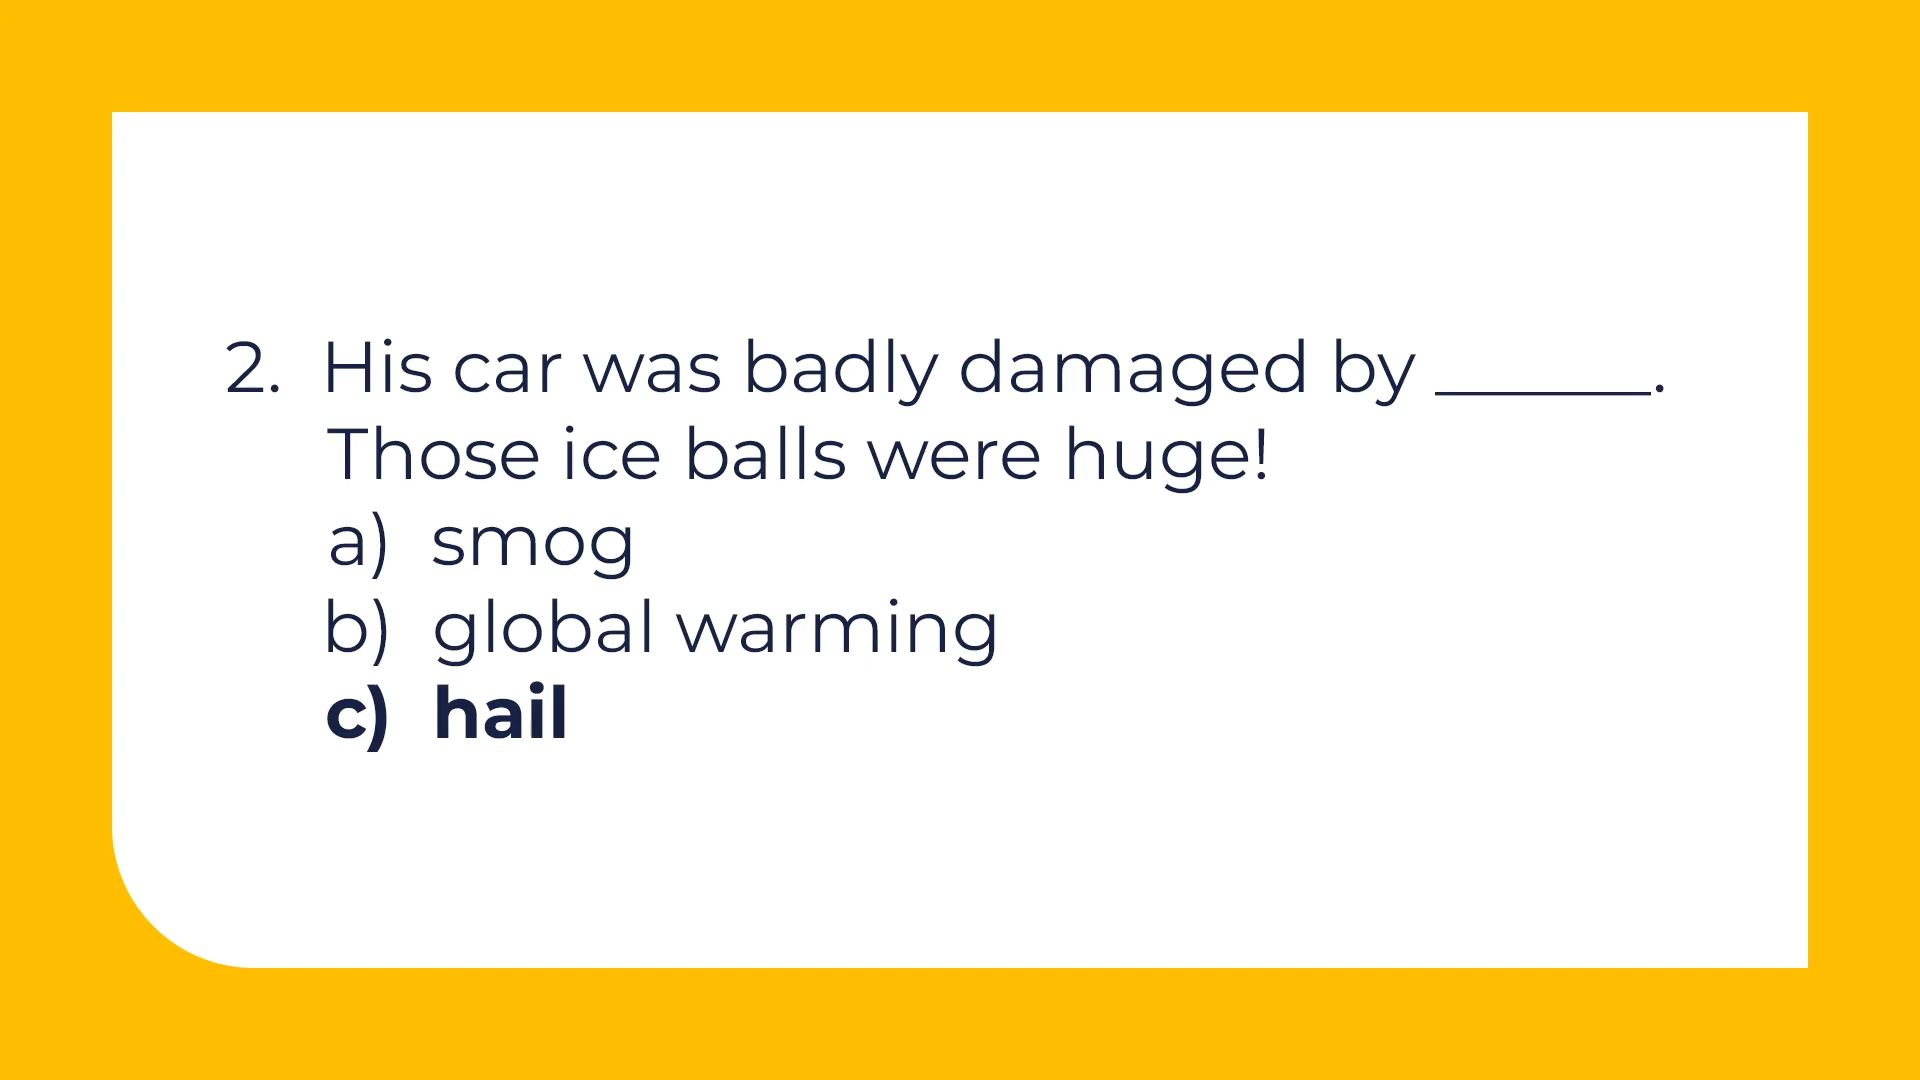 2. His car was badly damaged by ______.
Those ice balls were huge!
a) smog
b) global warming
c) hail